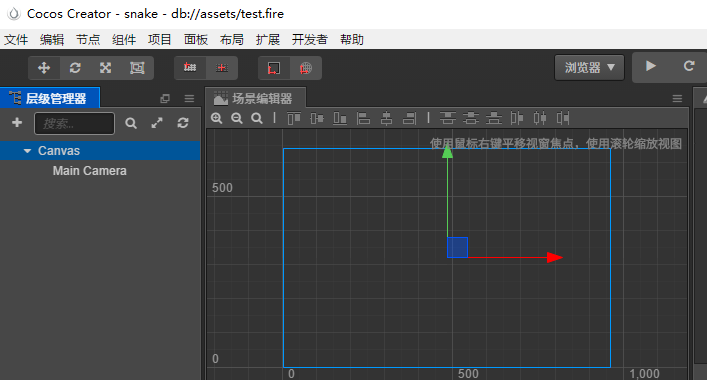 Cocos Creator - snake - db://assets/test.fire
文件 编辑 节点 组件 项目 面板 布局 扩展 开发者 帮助
浏览器
层级管理器
场景编辑器
搜索...
Canvas
Main Camera
使用鼠标右键平移视窗焦点，使用滚轮缩放视图
500
0
0 500 1,000